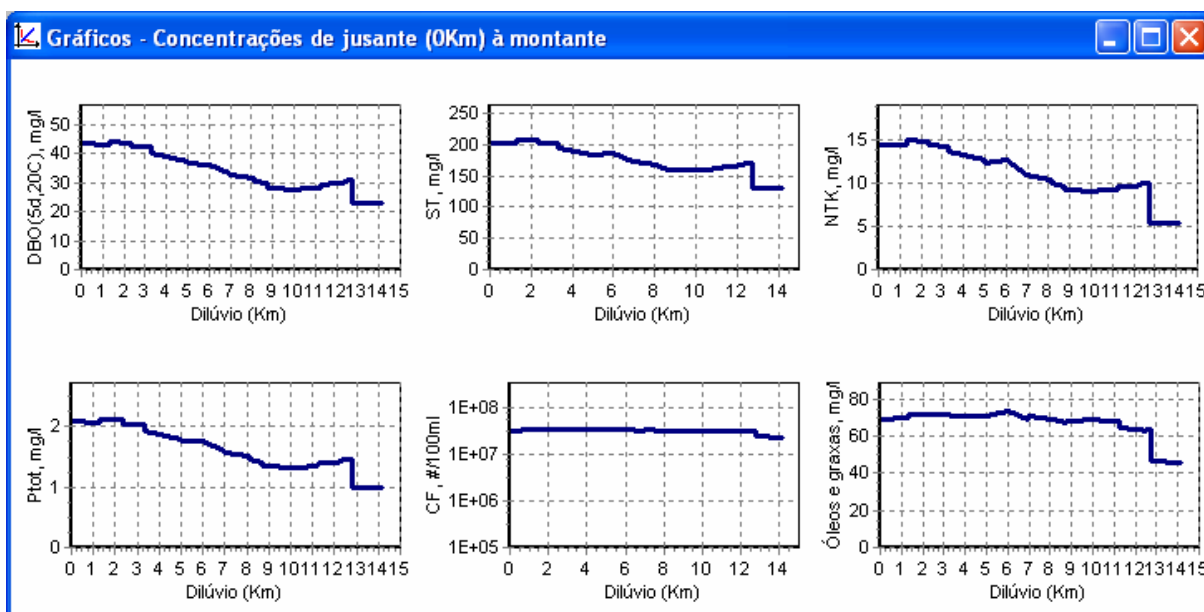 Gráficos - Concentrações de jusante (0Km) à montante
DBO(5d,20C), mg/l
50
40
30
20
10
0
0 1 2 3 4 5 6 7 8 9 10 11 12 13 14 15
Dilúvio (Km)
ST, mg/l
250
200
150
100
50
0
0 2 4 6 8 10 12 14
Dilúvio (Km)
NTK, mg/l
15
10
5
0
0 1 2 3 4 5 6 7 8 9 10 11 12 13 14 15
Dilúvio (Km)
Ptot, mg/l
2
1
0
0 1 2 3 4 5 6 7 8 9 10 11 12 13 14 15
Dilúvio (Km)
CF, #/100ml
1E+08
1E+07
1E+06
1E+05
0 2 4 6 8 10 12 14
Dilúvio (Km)
Óleos e graxas, mg/l
80
60
40
20
0
0 1 2 3 4 5 6 7 8 9 10 11 12 13 14 15
Dilúvio (Km)